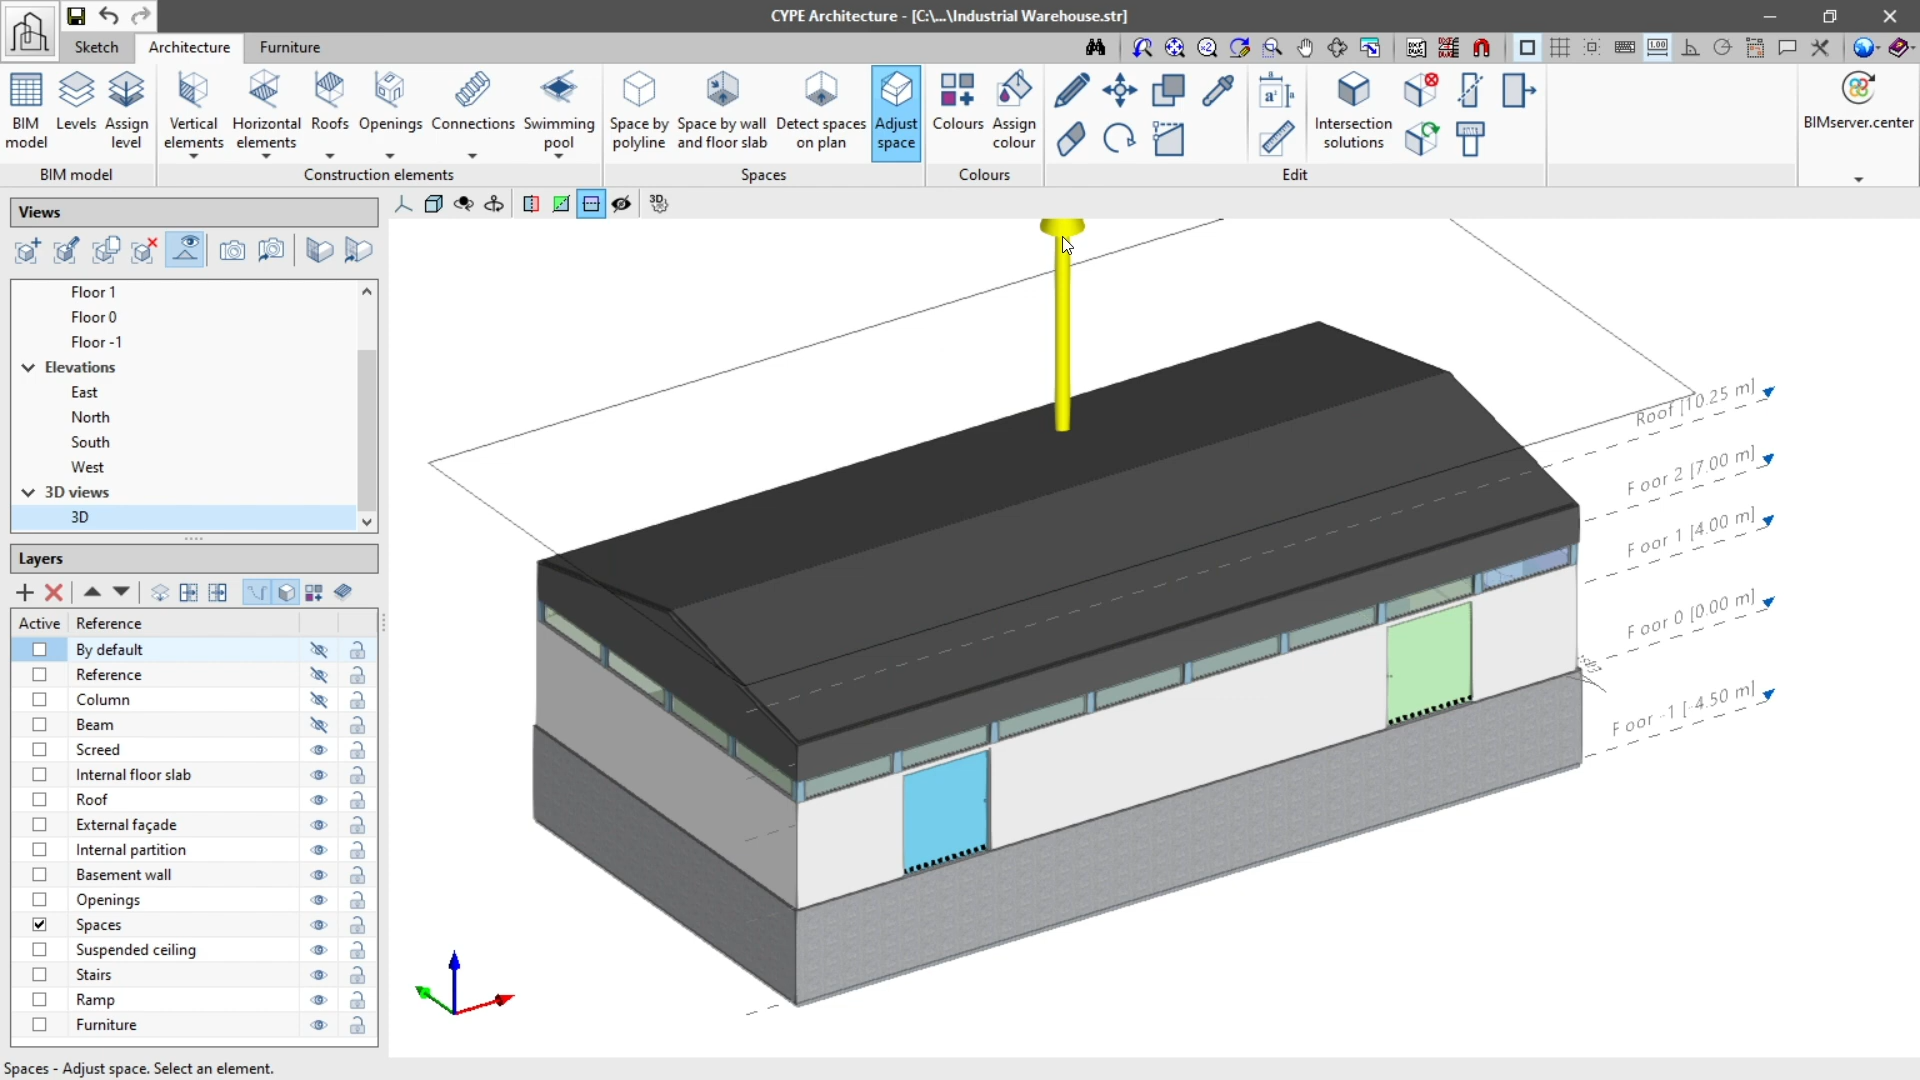 CYPE Architecture - [C:\...\Industrial Warehouse.str]
Sketch
Architecture
Furniture
BIM model
Levels
Assign level
Vertical elements
Horizontal elements
Roofs
Openings
Connections
Swimming pool
Space by polyline
Space by wall and floor slab
Detect spaces on plan
Adjust space
Colours
Assign colour
Intersection solutions
BIMserver.center
BIM model
Construction elements
Spaces
Colours
Edit
Views
Floor 1
Floor 0
Floor -1
Elevations
East
North
South
West
3D views
3D
Layers
Active
Reference
By default
Reference
Column
Beam
Screed
Internal floor slab
Roof
External façade
Internal partition
Basement wall
Openings
Spaces
Suspended ceiling
Stairs
Ramp
Furniture
Roof [10.25 m]
F oor 2 [7.00 m]
F oor 1 [4.00 m]
F oor 0 [0.00 m]
F oor -1 [-4.50 m]
Spaces - Adjust space. Select an element.